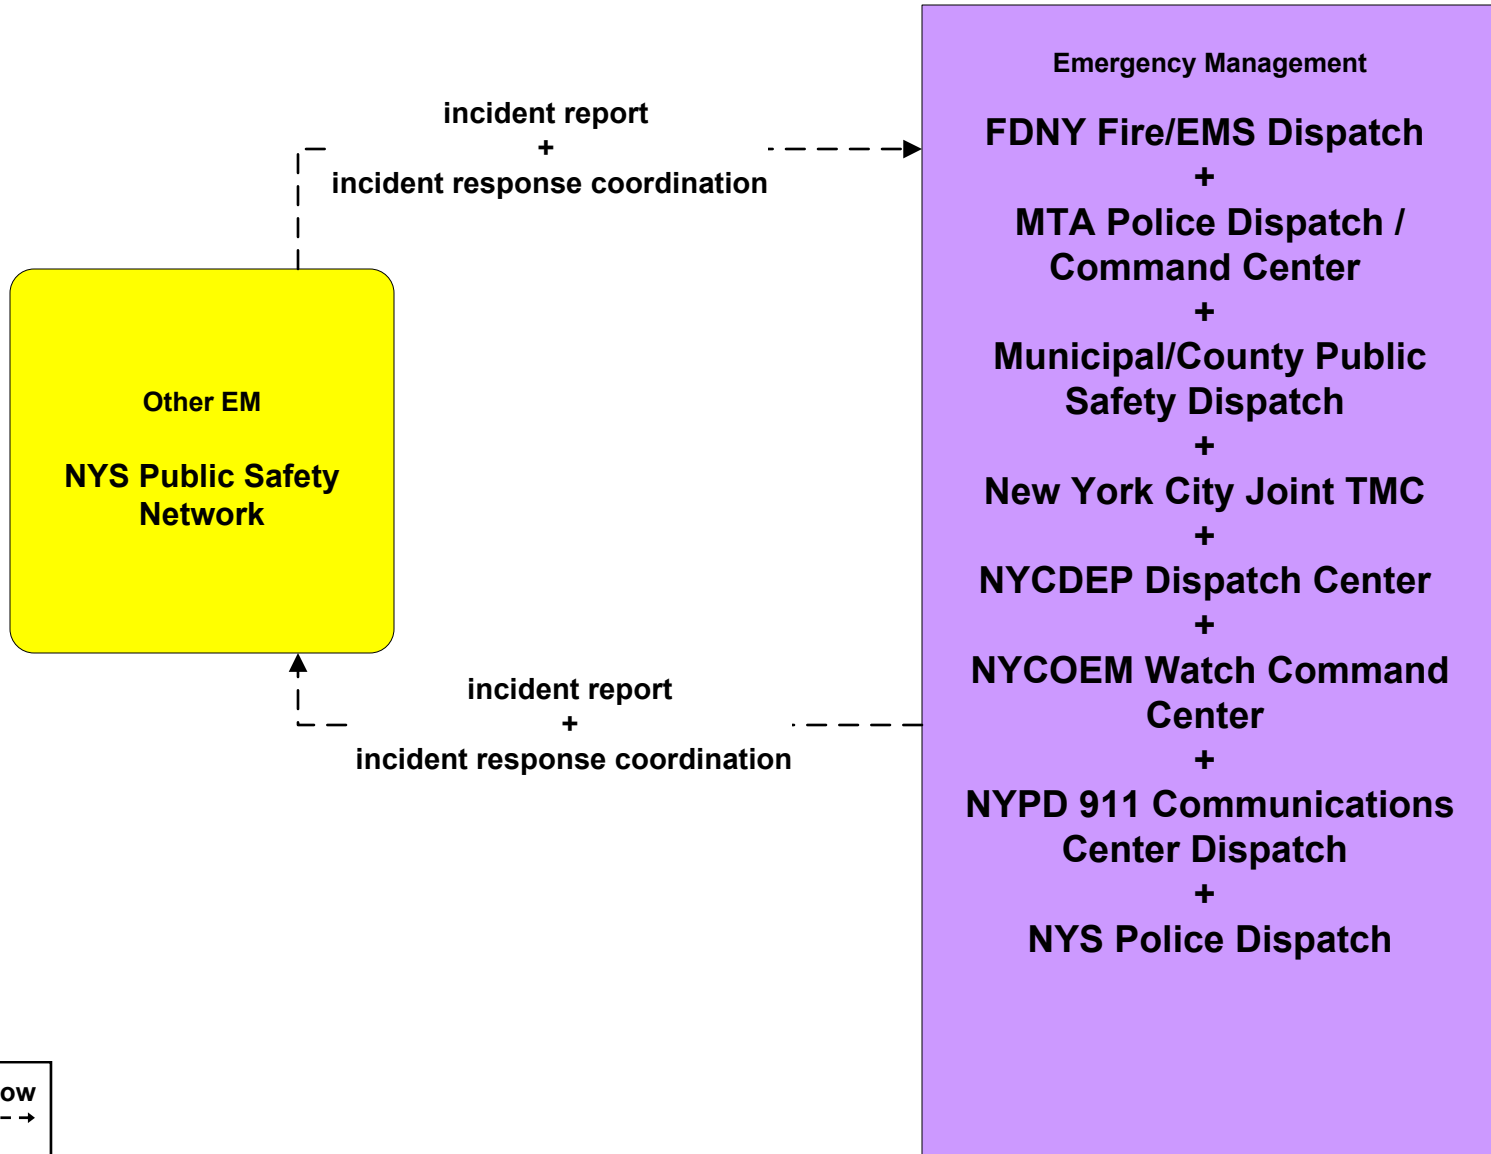 incident report
+
incident response coordination
Other EM
NYS Public Safety
Network
incident report
+
incident response coordination
Emergency Management
FDNY Fire/EMS Dispatch
+
MTA Police Dispatch /
Command Center
+
Municipal/County Public
Safety Dispatch
+
New York City Joint TMC
+
NYCDEP Dispatch Center
+
NYCOEM Watch Command
Center
+
NYPD 911 Communications
Center Dispatch
+
NYS Police Dispatch
ow